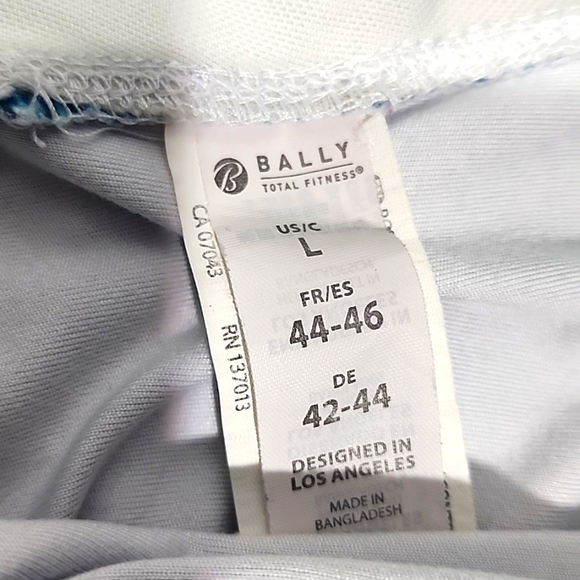 B
BALLY
TOTAL FITNESS®
US/C
L
FR/ES
44-46
DE
42-44
DESIGNED IN
LOS ANGELES
MADE IN
BANGLADESH
CA 07043
RN 137013